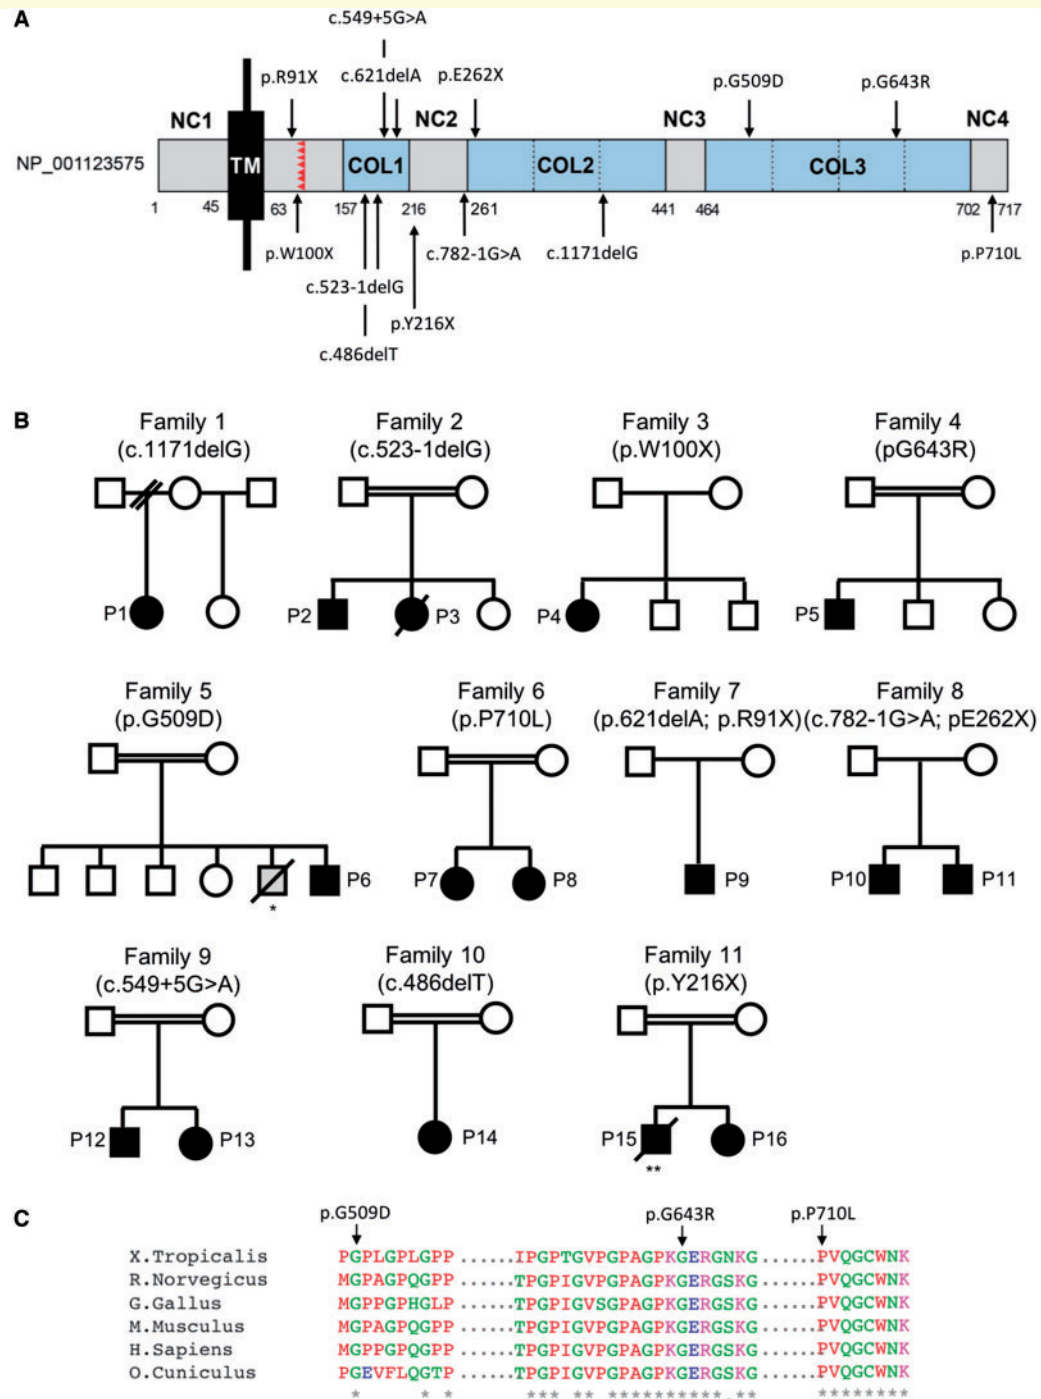 A
c.549+5G>A
p.R91X c.621delA p.E262X p.G509D p.G643R
NC1 NC2 NC3 NC4
NP_001123575 TM COL1 COL2 COL3
1 45 63 157 216 261 441 464 702 717
p.W100X c.782-1G>A c.1171delG p.P710L
c.523-1delG
p.Y216X
c.486delT
B
Family 1 Family 2 Family 3 Family 4
(c.1171delG) (c.523-1delG) (p.W100X) (pG643R)
P1 P2 P3 P4 P5
Family 5 Family 6 Family 7 Family 8
(p.G509D) (p.P710L) (p.621delA; p.R91X) (c.782-1G>A; pE262X)
P6 P7 P8 P9 P10 P11
*
Family 9 Family 10 Family 11
(c.549+5G>A) (c.486delT) (p.Y216X)
P12 P13 P14 P15 P16
**
C
p.G509D p.G643R p.P710L
X.Tropicalis PGPLGPLGPP ......IPGPTGVPGPAGPKGERGNKG ......PVQGCWNK
R.Norvegicus MGPAGPQGPP ......TPGPIGVPGPAGPKGERGSKG ......PVQGCWNK
G.Gallus MGPPGPHGLP ......TPGPIGVSGPAGPKGERGSKG ......PVQGCWNK
M.Musculus MGPAGPQGPP ......TPGPIGVPGPAGPKGERGSKG ......PVQGCWNK
H.Sapiens MGPPGPQGPP ......TPGPIGVPGPAGPKGERGSKG ......PVQGCWNK
O.Cuniculus PGEVFLQGTP ......TPGPIGVPGPAGPKGERGSKG ......PVQGCWNK
* * * *** ** ********** ** ********